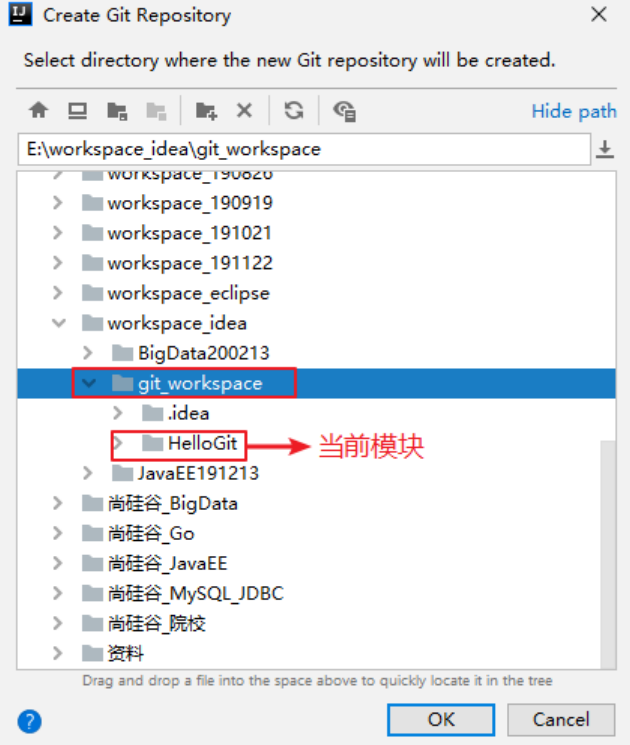 Create Git Repository
Select directory where the new Git repository will be created.
Hide path
E:\workspace_idea\git_workspace
workspace_190826
workspace_190919
workspace_191021
workspace_191122
workspace_eclipse
workspace_idea
BigData200213
git_workspace
.idea
HelloGit 当前模块
JavaEE191213
尚硅谷_BigData
尚硅谷_Go
尚硅谷_JavaEE
尚硅谷_MySQL_JDBC
尚硅谷_院校
资料
Drag and drop a file into the space above to quickly locate it in the tree
? OK Cancel